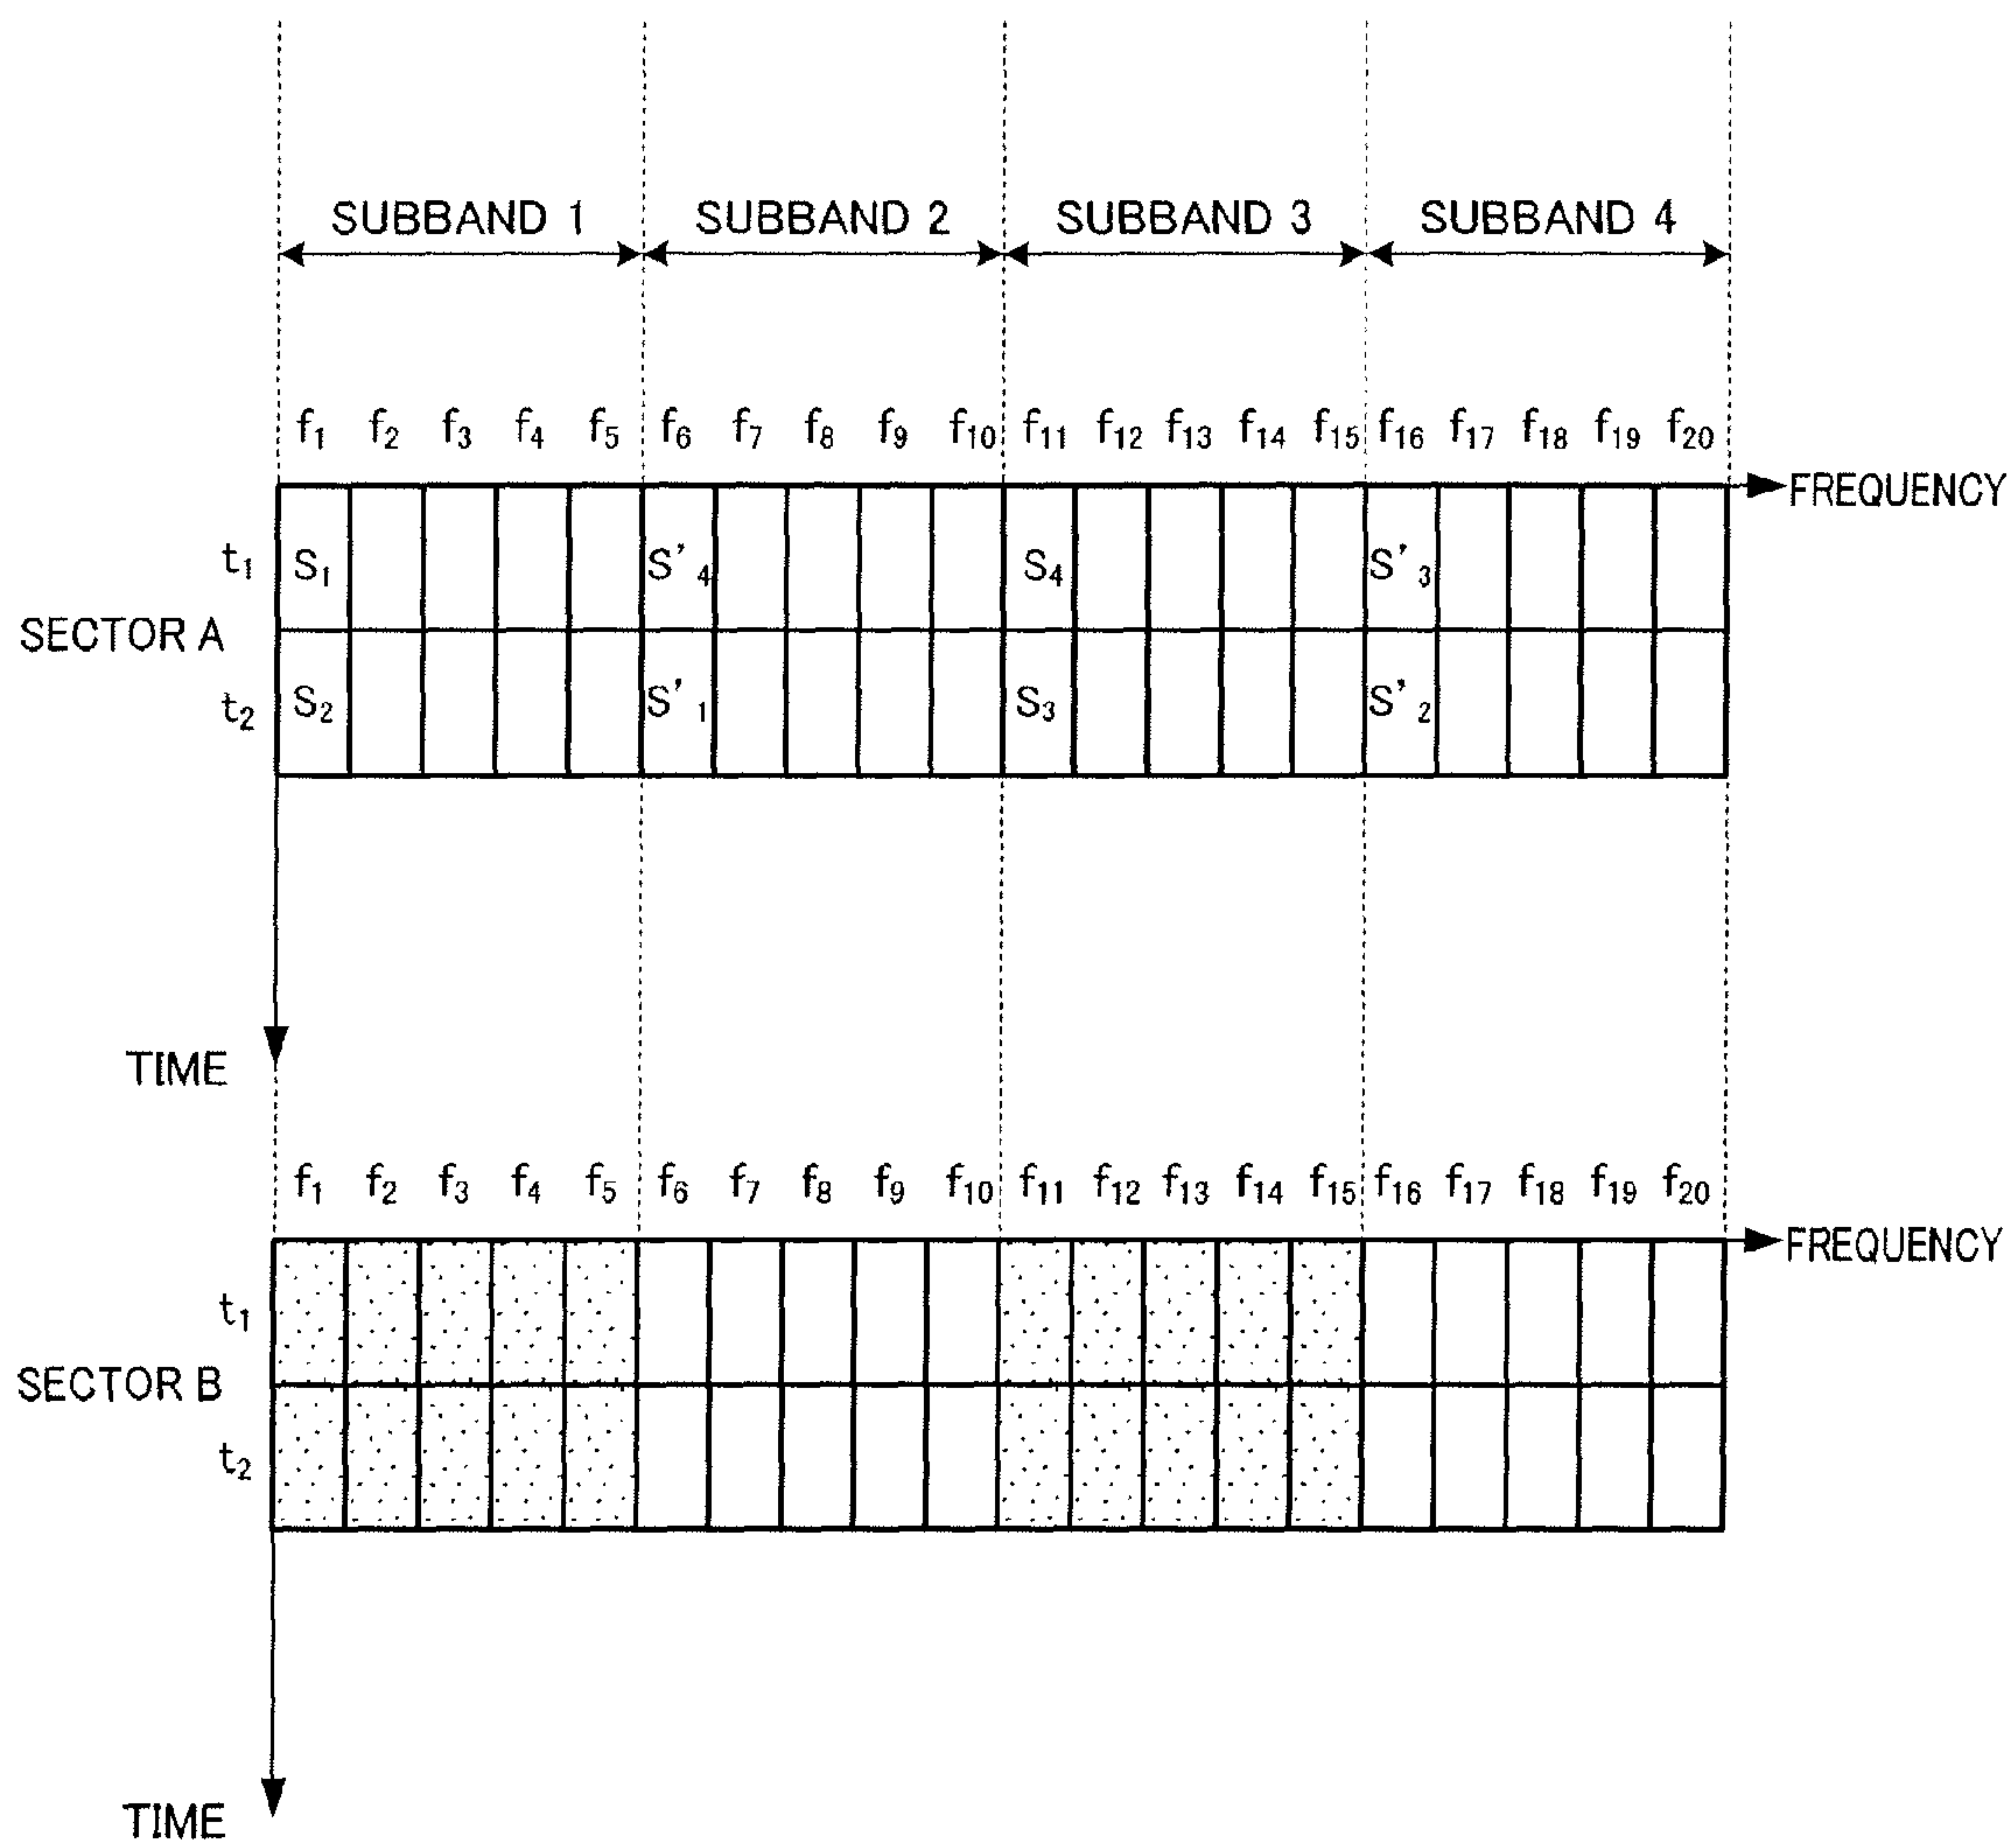 SUBBAND 1 SUBBAND 2 SUBBAND 3 SUBBAND 4
f₁ f₂ f₃ f₄ f₅ f₆ f₇ f₈ f₉ f₁₀ f₁₁ f₁₂ f₁₃ f₁₄ f₁₅ f₁₆ f₁₇ f₁₈ f₁₉ f₂₀
FREQUENCY
t₁ S₁ S'₄ S₄ S'₃
SECTOR A
t₂ S₂ S'₁ S₃ S'₂
TIME
f₁ f₂ f₃ f₄ f₅ f₆ f₇ f₈ f₉ f₁₀ f₁₁ f₁₂ f₁₃ f₁₄ f₁₅ f₁₆ f₁₇ f₁₈ f₁₉ f₂₀
FREQUENCY
t₁
SECTOR B
t₂
TIME